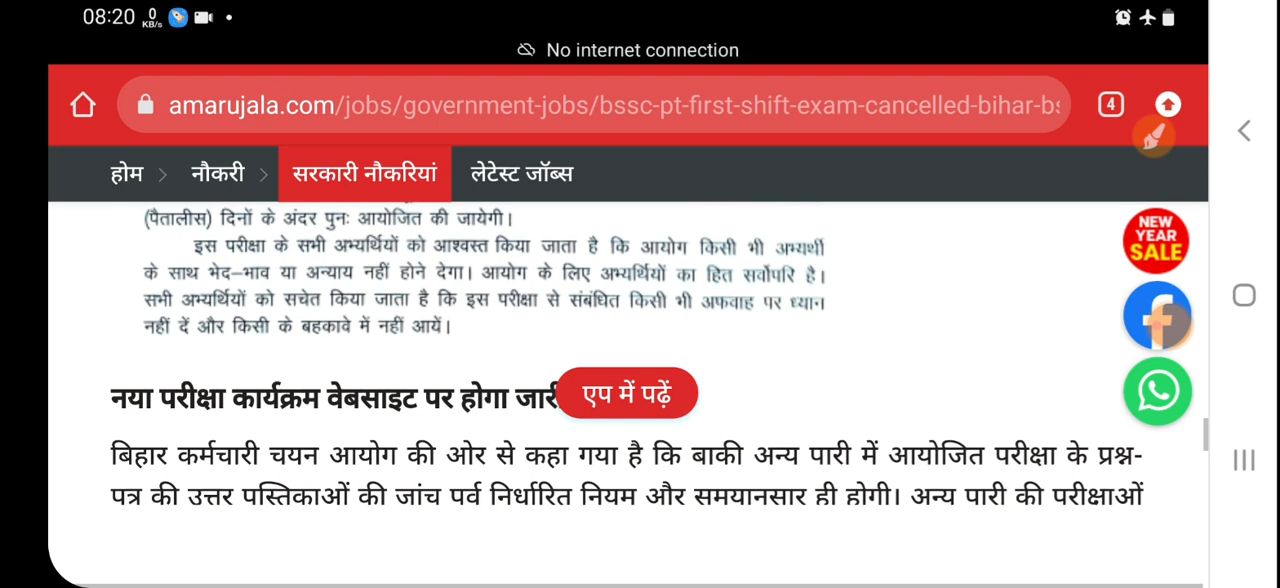 08:20 0 KB/s
No internet connection
amarujala.com/jobs/government-jobs/bssc-pt-first-shift-exam-cancelled-bihar-bs
4
होम नौकरी सरकारी नौकरियां लेटेस्ट जॉब्स
(पैतालीस) दिनों के अंदर पुनः आयोजित की जायेगी।
इस परीक्षा के सभी अभ्यर्थियों को आश्वस्त किया जाता है कि आयोग किसी भी अभ्यर्थी
के साथ भेद–भाव या अन्याय नहीं होने देगा। आयोग के लिए अभ्यर्थियों का हित सर्वोपरि है।
सभी अभ्यर्थियों को सचेत किया जाता है कि इस परीक्षा से संबंधित किसी भी अफवाह पर ध्यान
नहीं दें और किसी के बहकावे में नहीं आयें।
NEW
YEAR
SALE
नया परीक्षा कार्यक्रम वेबसाइट पर होगा जारी
एप में पढ़ें
बिहार कर्मचारी चयन आयोग की ओर से कहा गया है कि बाकी अन्य पारी में आयोजित परीक्षा के प्रश्न-
पत्र की उत्तर पुस्तिकाओं की जांच पूर्व निर्धारित नियम और समयानुसार ही होगी। अन्य पारी की परीक्षाओं